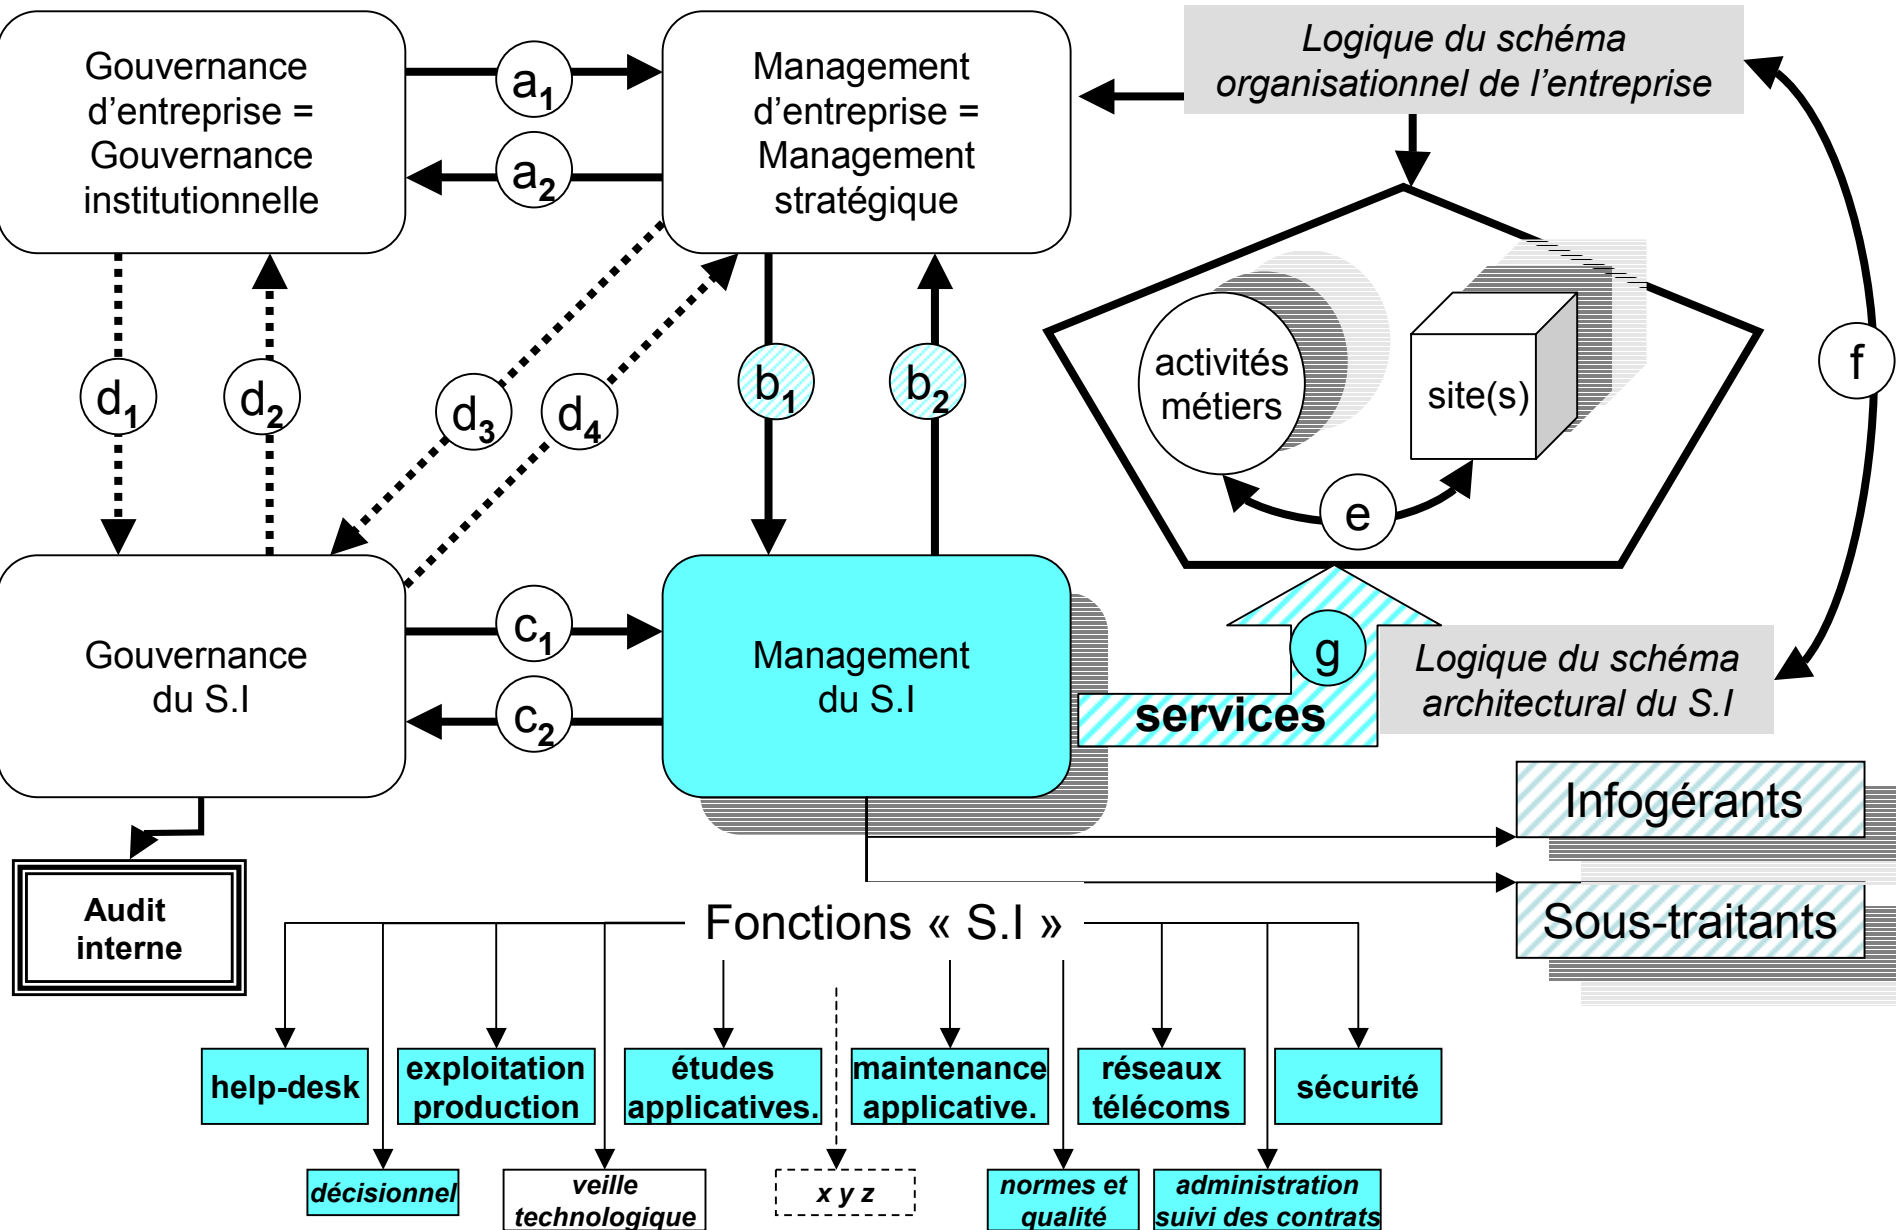 Gouvernance
d'entreprise =
Gouvernance
institutionnelle
a1
a2
Management
d'entreprise =
Management
stratégique
Logique du schéma
organisationnel de l'entreprise
d1
d2
d3
d4
b1
b2
activités
métiers
site(s)
e
f
Gouvernance
du S.I
c1
c2
Management
du S.I
g
services
Logique du schéma
architectural du S.I
Infogérants
Sous-traitants
Audit
interne
Fonctions « S.I »
help-desk
exploitation
production
études
applicatives.
maintenance
applicative.
réseaux
télécoms
sécurité
décisionnel
veille
technologique
x y z
normes et
qualité
administration
suivi des contrats